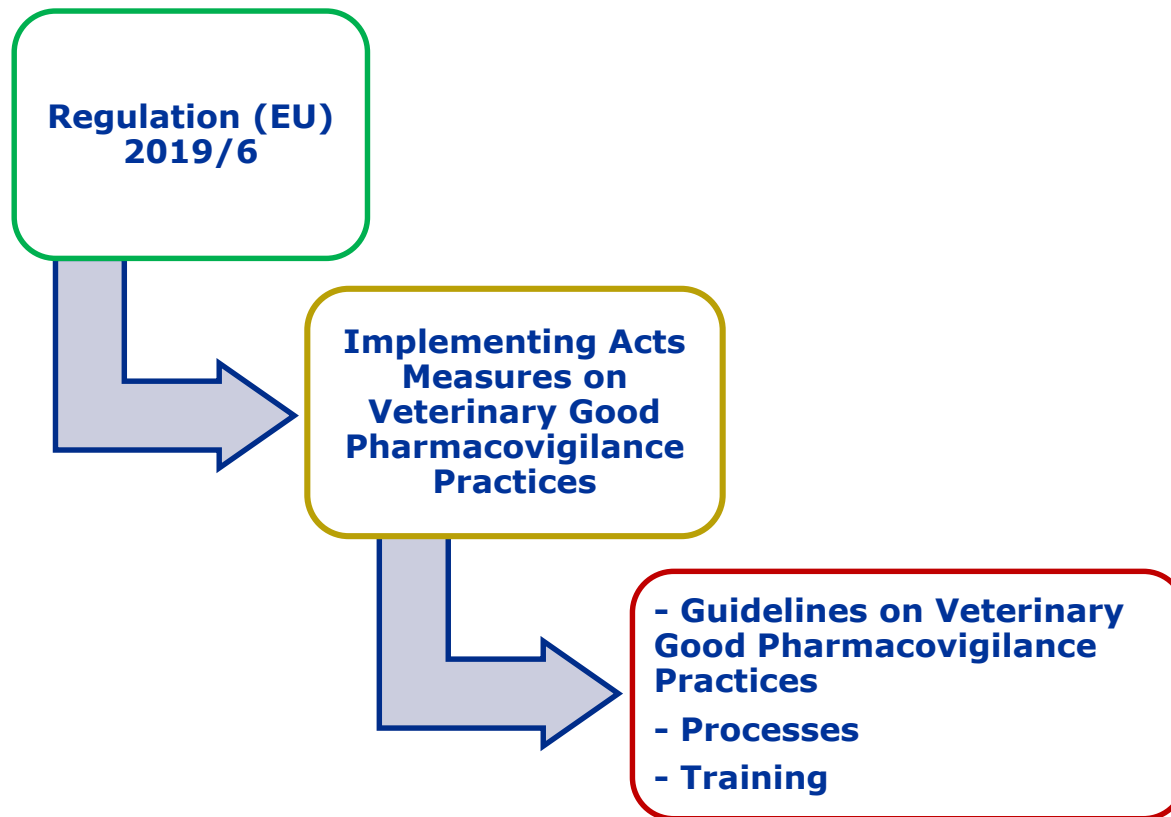 Regulation (EU)
2019/6
Implementing Acts
Measures on
Veterinary Good
Pharmacovigilance
Practices
- Guidelines on Veterinary
Good Pharmacovigilance
Practices
- Processes
- Training